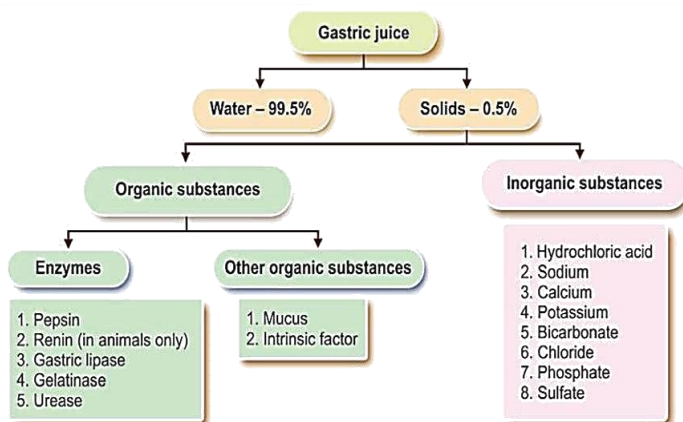 Gastric juice
Water – 99.5%
Solids – 0.5%
Organic substances
Inorganic substances
Enzymes
Other organic substances
1. Pepsin
2. Renin (in animals only)
3. Gastric lipase
4. Gelatinase
5. Urease
1. Mucus
2. Intrinsic factor
1. Hydrochloric acid
2. Sodium
3. Calcium
4. Potassium
5. Bicarbonate
6. Chloride
7. Phosphate
8. Sulfate